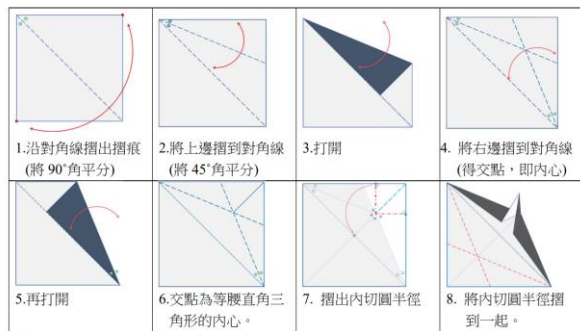 1.沿對角線摺出摺痕
(將 90°角平分)
2.將上邊摺到對角線
(將 45°角平分)
3.打開
4. 將右邊摺到對角線
(得交點，即內心)
5.再打開
6.交點為等腰直角三
角形的內心。
7. 摺出內切圓半徑
8. 將內切圓半徑摺
到一起。